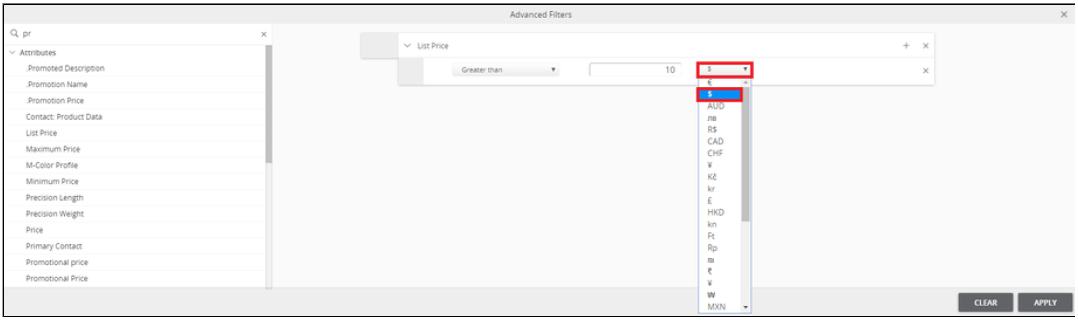 Advanced Filters
pr
Attributes
.Promoted Description
.Promotion Name
.Promotion Price
Contact: Product Data
List Price
Maximum Price
M-Color Profile
Minimum Price
Precision Length
Precision Weight
Price
Primary Contact
Promotional price
Promotional Price
List Price
Greater than 10 $
€
$
AUD
лв
R$
CAD
CHF
¥
Kč
kr
£
HKD
kn
Ft
Rp
₪
₹
¥
₩
MXN
CLEAR APPLY